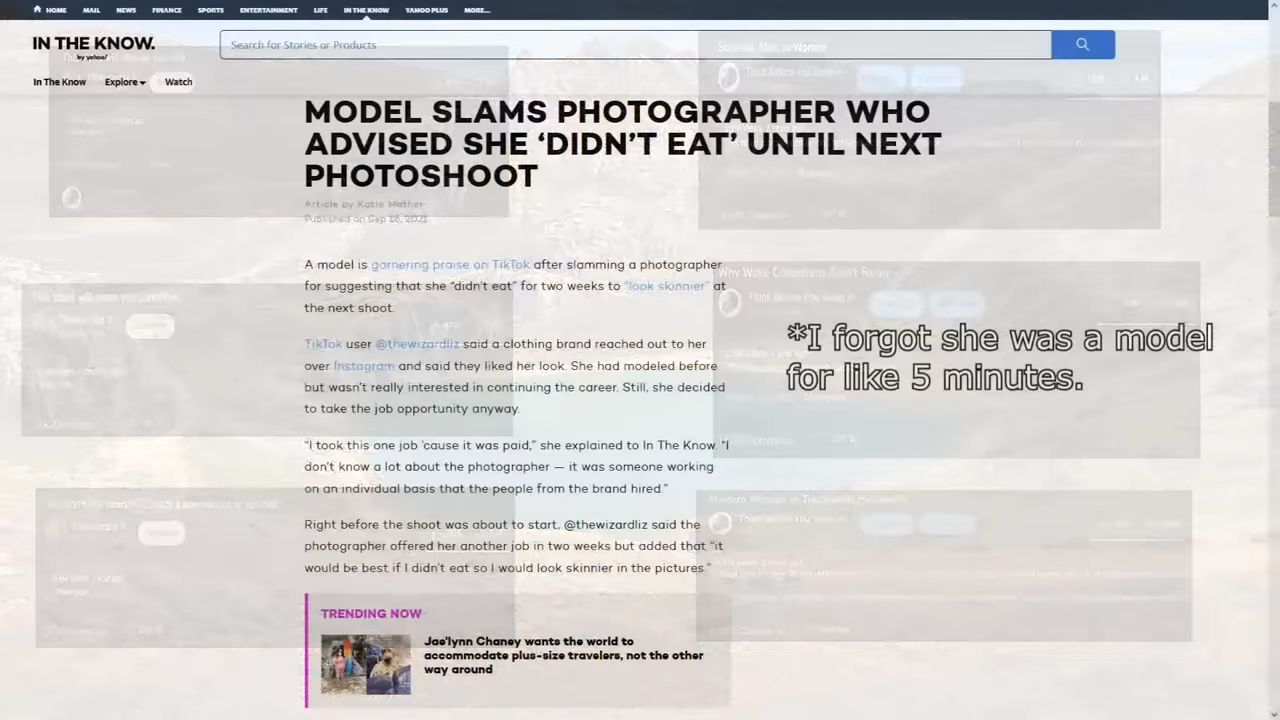 HOME MAIL NEWS FINANCE SPORTS ENTERTAINMENT LIFE IN THE KNOW YAHOO PLUS MORE...
IN THE KNOW.
by yahoo!
Search for Stories or Products
In The Know Explore Watch
MODEL SLAMS PHOTOGRAPHER WHO
ADVISED SHE ‘DIDN’T EAT’ UNTIL NEXT
PHOTOSHOOT
Article by Katie Mather
Published on Sep 16, 2021
A model is garnering praise on TikTok after slamming a photographer
for suggesting that she “didn’t eat” for two weeks to “look skinnier” at
the next shoot.
TikTok user @thewizardliz said a clothing brand reached out to her
over Instagram and said they liked her look. She had modeled before
but wasn’t really interested in continuing the career. Still, she decided
to take the job opportunity anyway.
“I took this one job ’cause it was paid,” she explained to In The Know. “I
don’t know a lot about the photographer — it was someone working
on an individual basis that the people from the brand hired.”
Right before the shoot was about to start, @thewizardliz said the
photographer offered her another job in two weeks but added that “it
would be best if I didn’t eat so I would look skinnier in the pictures.”
TRENDING NOW
Jae'lynn Chaney wants the world to
accommodate plus-size travelers, not the other
way around
*I forgot she was a model
for like 5 minutes.